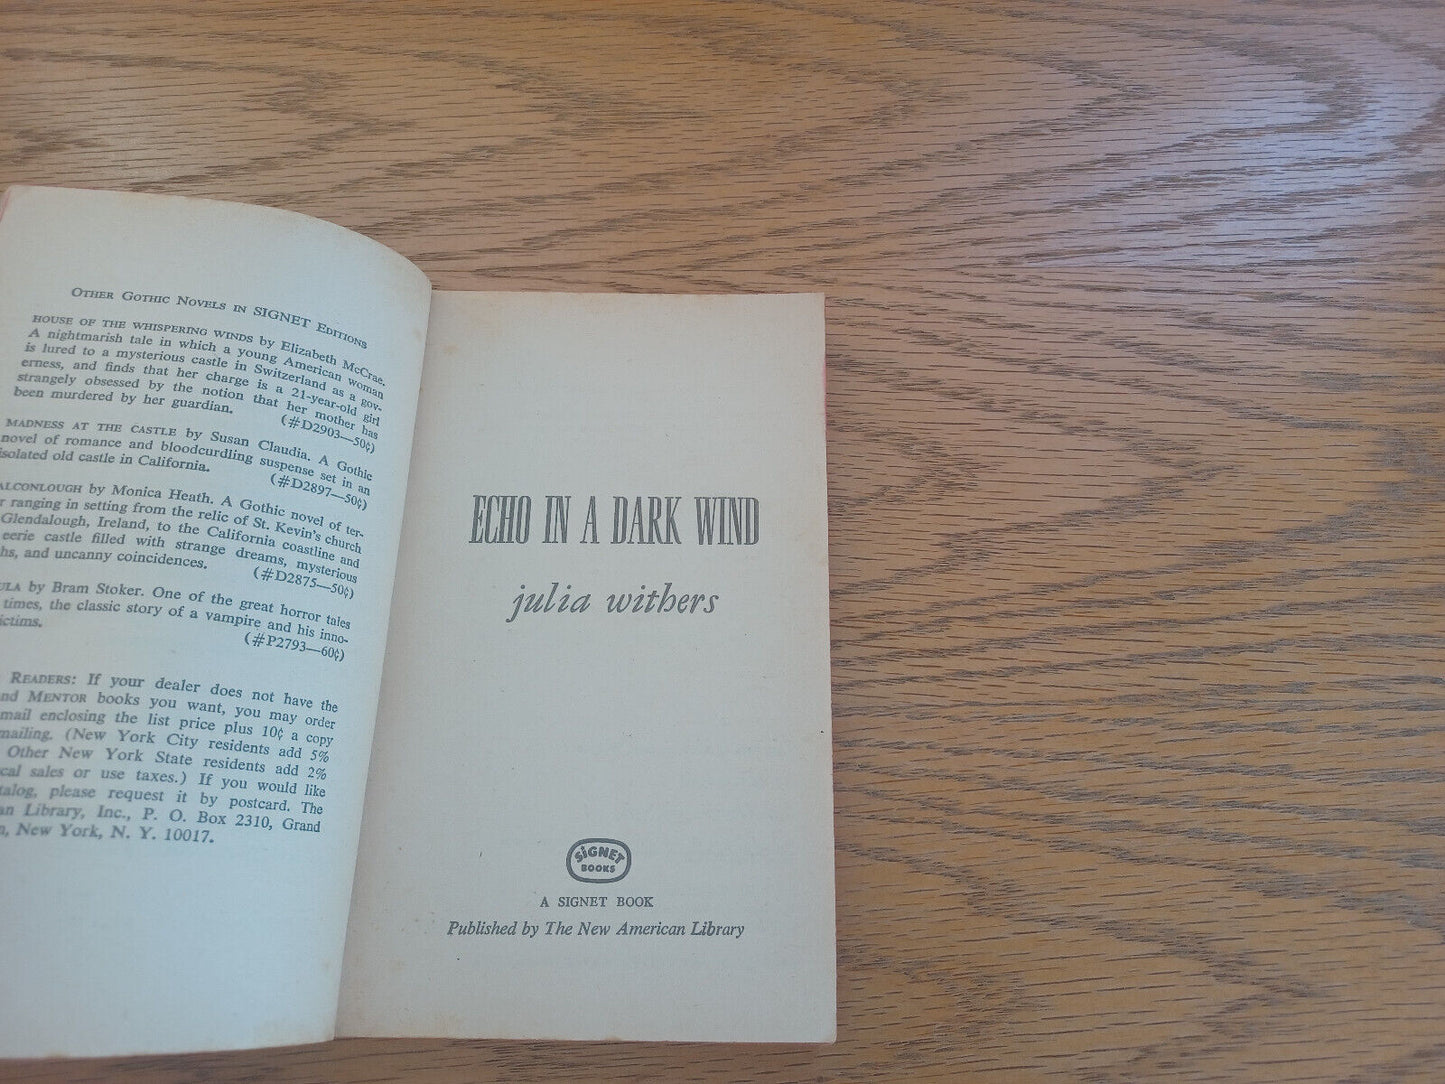 OTHER GOTHIC NOVELS IN SIGNET EDITIONS
HOUSE OF THE WHISPERING WINDS by Elizabeth McCrae.
A nightmarish tale in which a young American woman
is lured to a mysterious castle in Switzerland as a gov-
erness, and finds that her charge is a 21-year-old girl
strangely obsessed by the notion that her mother has
been murdered by her guardian.
(#D2903—50¢)
MADNESS AT THE CASTLE by Susan Claudia. A Gothic
novel of romance and bloodcurdling suspense set in an
isolated old castle in California.
(#D2897—50¢)
by Monica Heath. A Gothic novel of ter-
ranging in setting from the relic of St. Kevin's church
Glendalough, Ireland, to the California coastline and
eerie castle filled with strange dreams, mysterious
and uncanny coincidences.
(#D2875—50¢)
by Bram Stoker. One of the great horror tales
times, the classic story of a vampire and his inno-
(#P2793—60¢)
READERS: If your dealer does not have the
MENTOR books you want, you may order
mail enclosing the list price plus 10¢ a copy
mailing. (New York City residents add 5%
Other New York State residents add 2%
sales or use taxes.) If you would like
please request it by postcard. The
Library, Inc., P. O. Box 2310, Grand
New York, N. Y. 10017.
ECHO IN A DARK WIND
julia withers
SIGNET
BOOKS
A SIGNET BOOK
Published by The New American Library